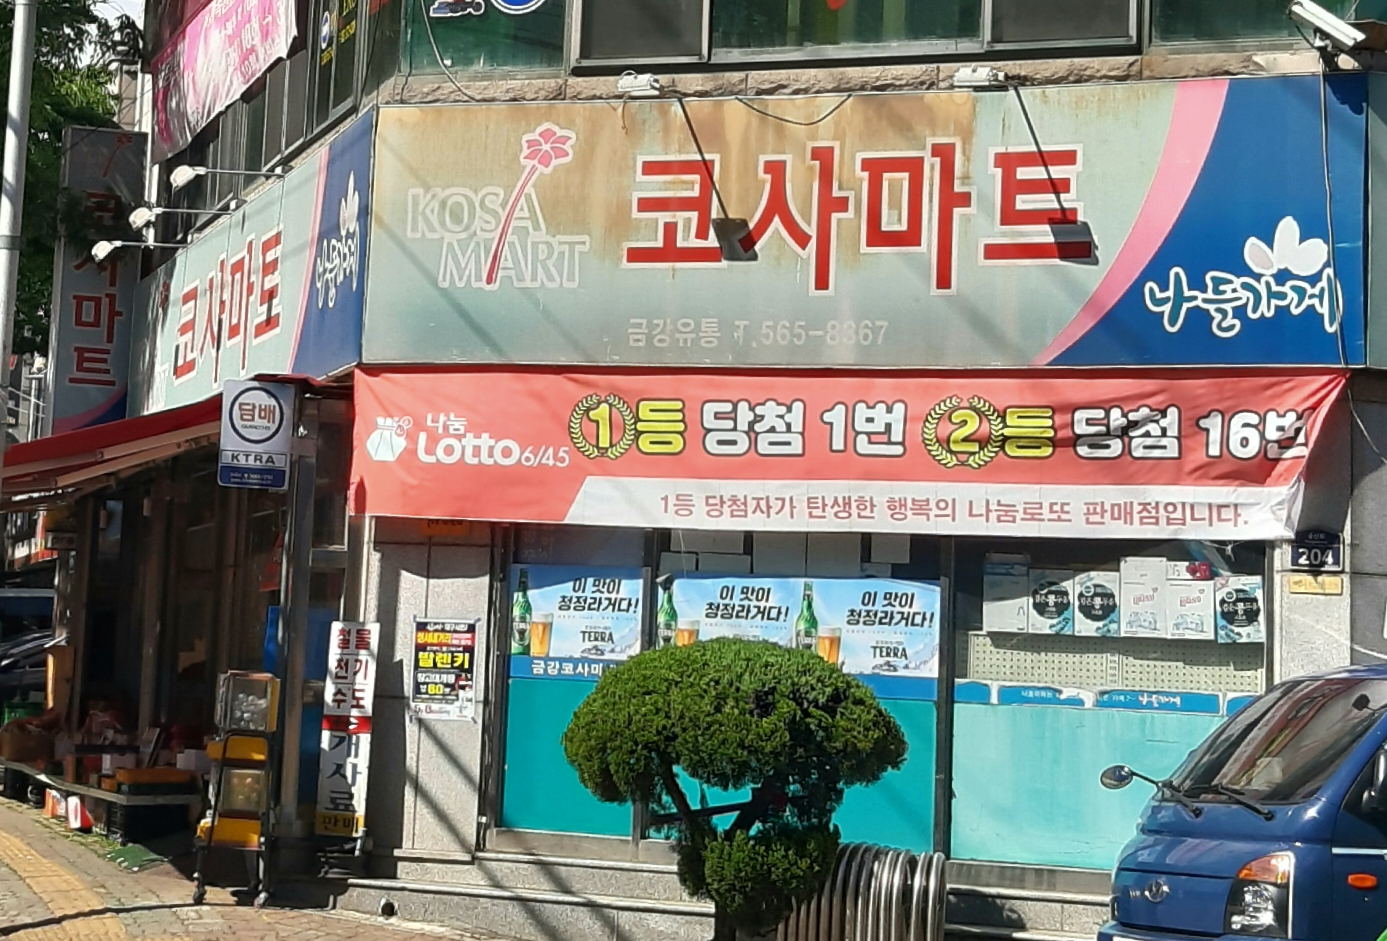 KOSA
MART
코사마트
나들가게
금강유통 T.565-8367
코사마트
나들가게
코사마트
담배
KTRA
나눔
Lotto 6/45
1등 당첨 1번 2등 당첨 16번
1등 당첨자가 탄생한 행복의 나눔로또 판매점입니다.
204
이 맛이
청정라거다!
TERRA
이 맛이
청정라거다!
이 맛이
청정라거다!
TERRA
금강코사마
철물
전기
수도
개사료
판매
발렌키
나들가게